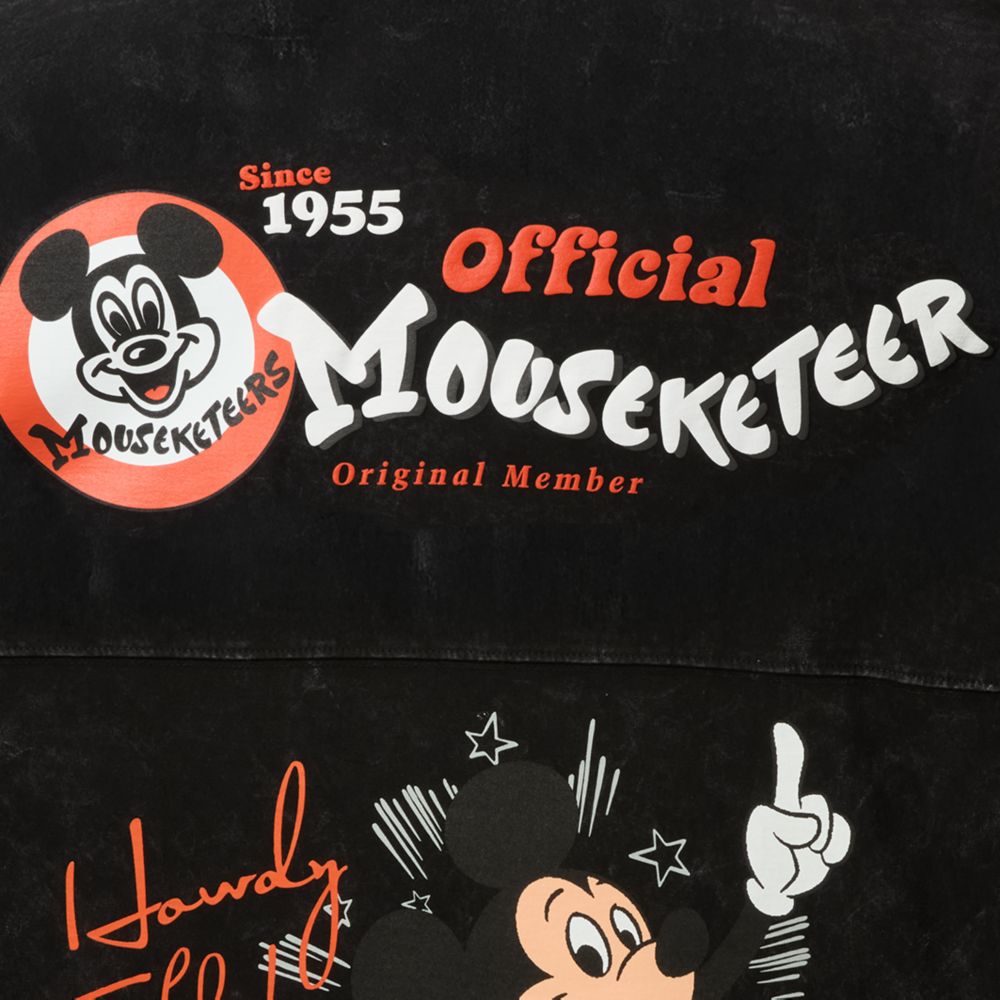 Since
1955
Official
MOUSEKETEER
MOUSEKETEERS
Original Member
Howdy